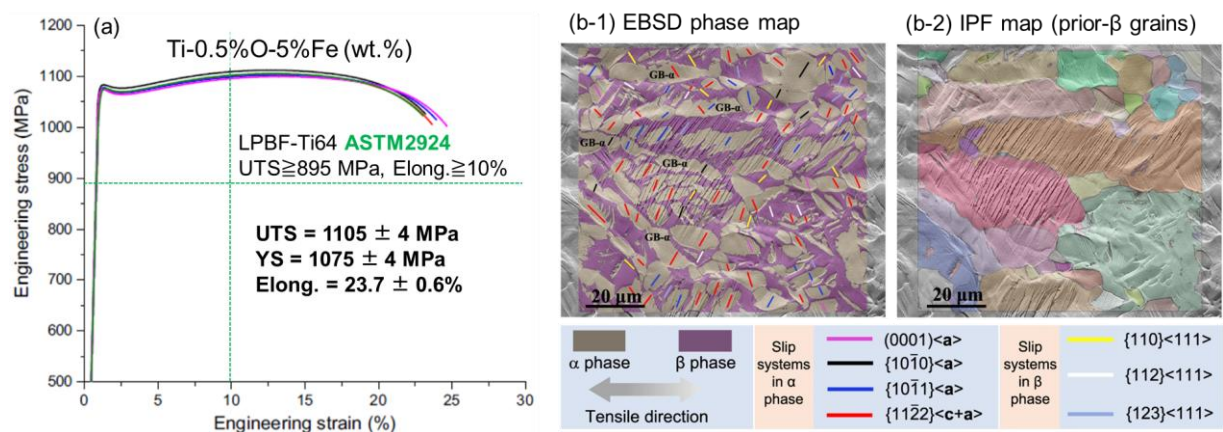 (a)
Ti-0.5%O-5%Fe (wt.%)
LPBF-Ti64 ASTM2924
UTS≧895 MPa, Elong.≧10%
UTS = 1105 ± 4 MPa
YS = 1075 ± 4 MPa
Elong. = 23.7 ± 0.6%
Engineering stress (MPa)
1200
1100
1000
900
800
700
600
500
0 5 10 15 20 25 30
Engineering strain (%)
(b-1) EBSD phase map
GB-α
GB-α
GB-α
GB-α
GB-α
20 μm
(b-2) IPF map (prior-β grains)
20 μm
α phase
β phase
Tensile direction
Slip
systems
in α
phase
(0001)<a>
{101̅0}<a>
{101̅1}<a>
{112̅2}<c+a>
Slip
systems
in β
phase
{110}<111>
{112}<111>
{123}<111>